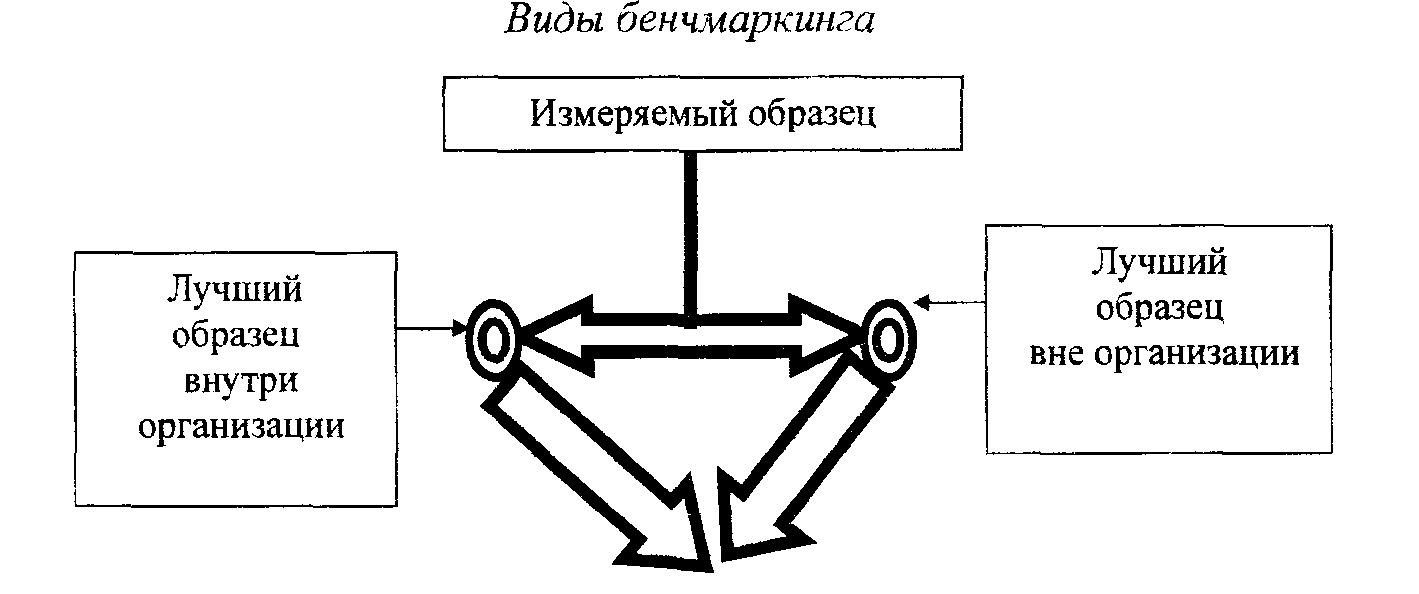 Виды бенчмаркинга
Измеряемый образец
Лучший
образец
внутри
организации
Лучший
образец
вне организации